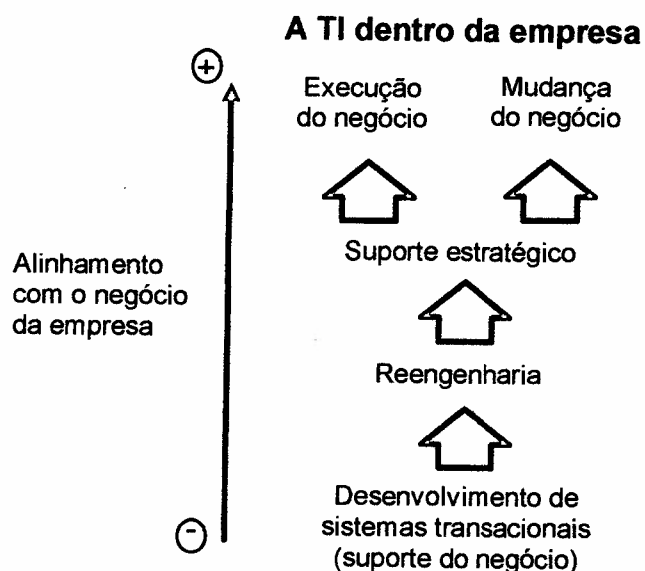 A TI dentro da empresa
+
Execução
do negócio
Mudança
do negócio
Suporte estratégico
Alinhamento
com o negócio
da empresa
Reengenharia
Desenvolvimento de
sistemas transacionais
(suporte do negócio)
-